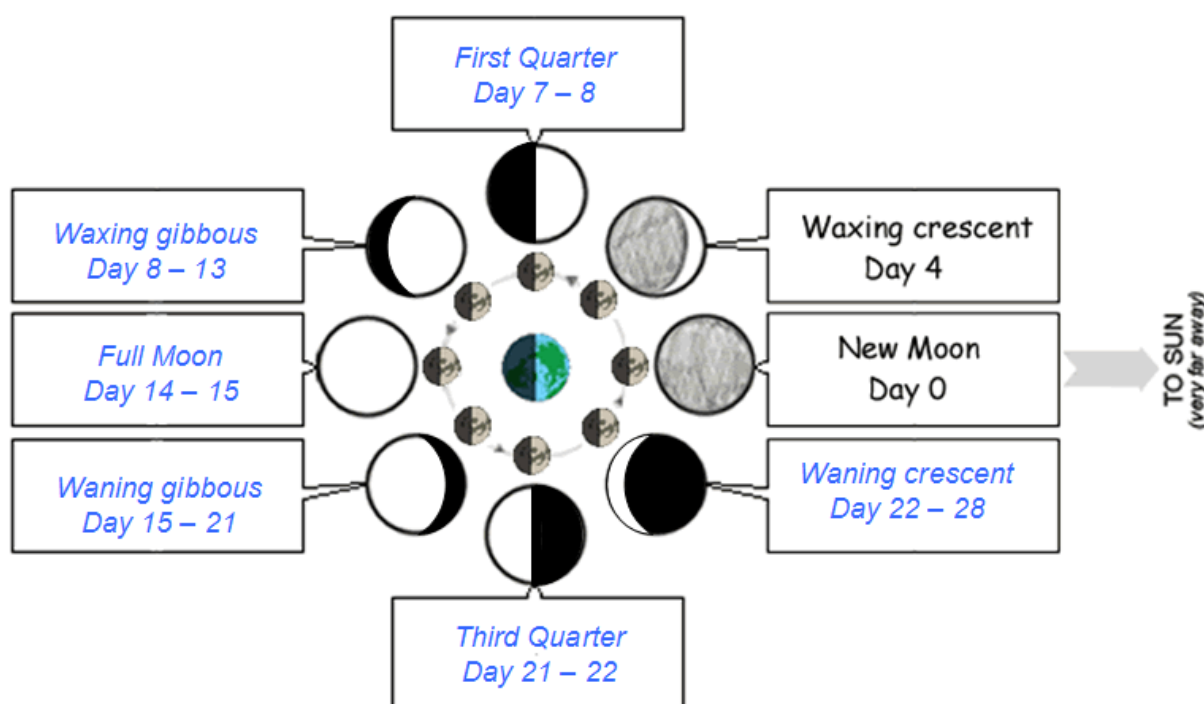 First Quarter
Day 7 – 8
Waxing gibbous
Day 8 – 13
Waxing crescent
Day 4
Full Moon
Day 14 – 15
New Moon
Day 0
TO SUN
(very far away)
Waning gibbous
Day 15 – 21
Waning crescent
Day 22 – 28
Third Quarter
Day 21 – 22